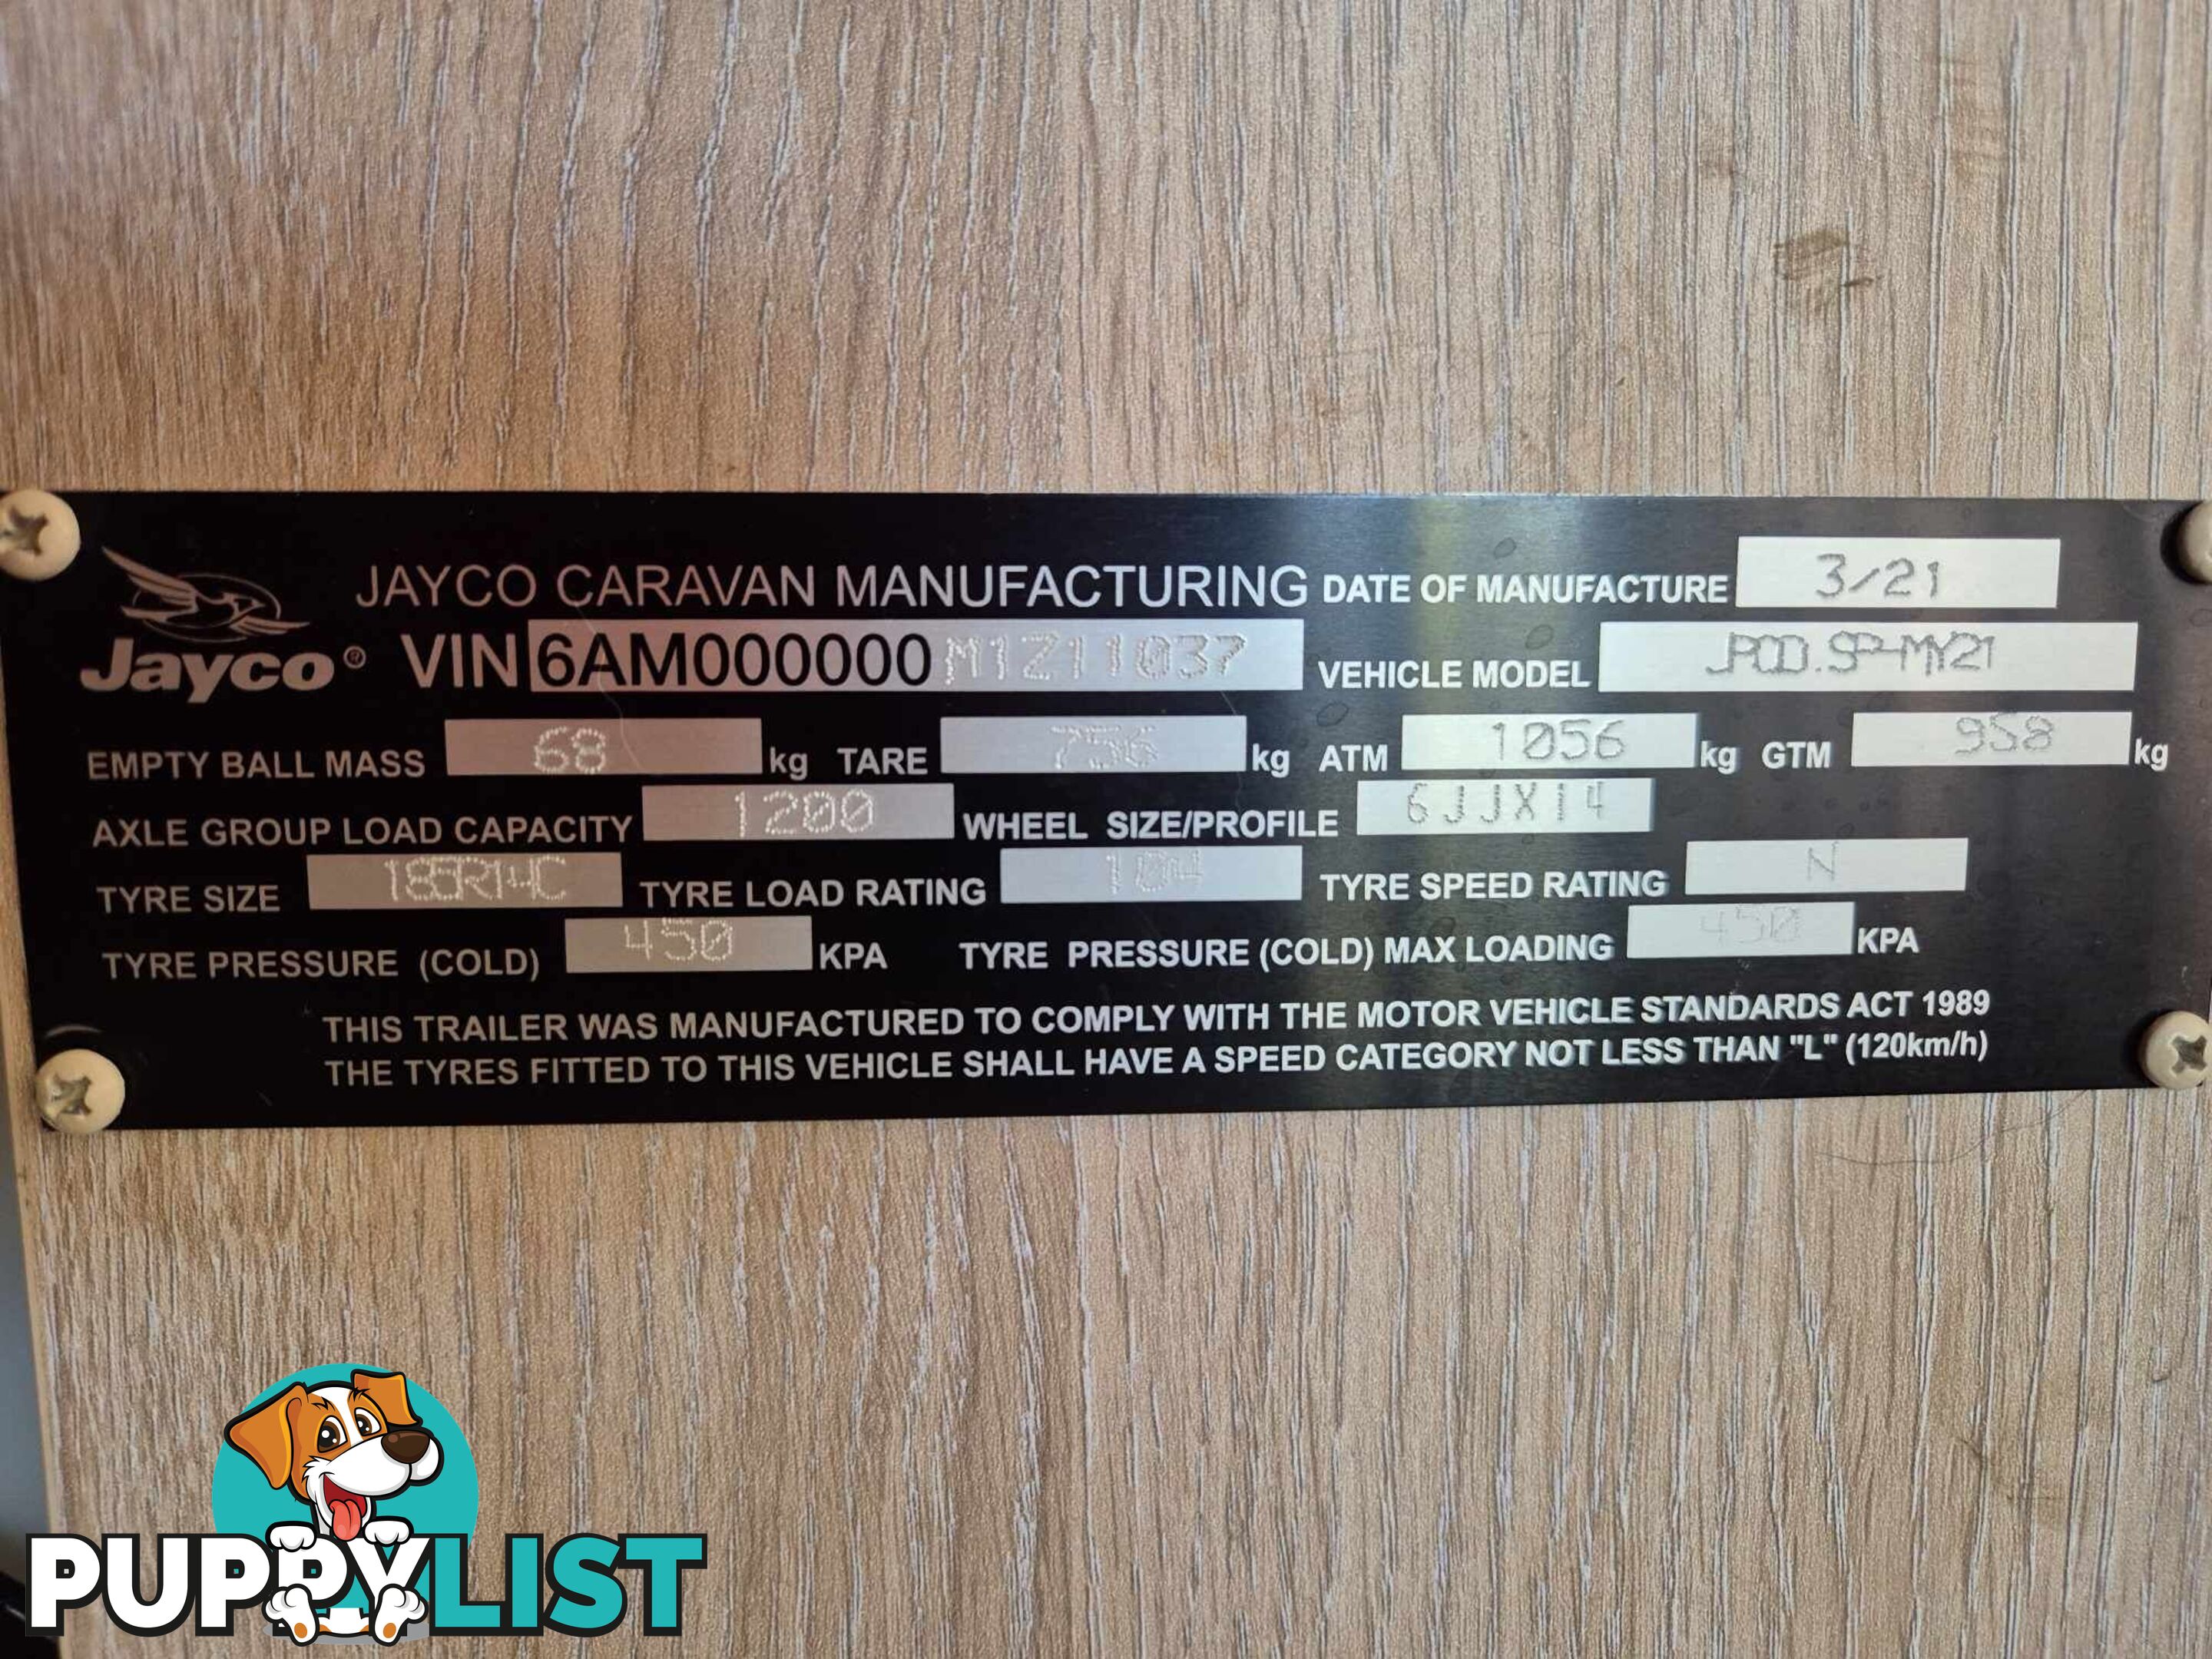 JAYCO CARAVAN MANUFACTURING DATE OF MANUFACTURE 3/21
Jayco® VIN 6AM000000M1Z11037 VEHICLE MODEL JPOD.SP-MY21
EMPTY BALL MASS 68 kg TARE 756 kg ATM 1056 kg GTM 958 kg
AXLE GROUP LOAD CAPACITY 1200 WHEEL SIZE/PROFILE 6JJX14
TYRE SIZE 185R14C TYRE LOAD RATING 104 TYRE SPEED RATING N
TYRE PRESSURE (COLD) 450 KPA TYRE PRESSURE (COLD) MAX LOADING 450 KPA
THIS TRAILER WAS MANUFACTURED TO COMPLY WITH THE MOTOR VEHICLE STANDARDS ACT 1989
THE TYRES FITTED TO THIS VEHICLE SHALL HAVE A SPEED CATEGORY NOT LESS THAN "L" (120km/h)
PUPPYLIST